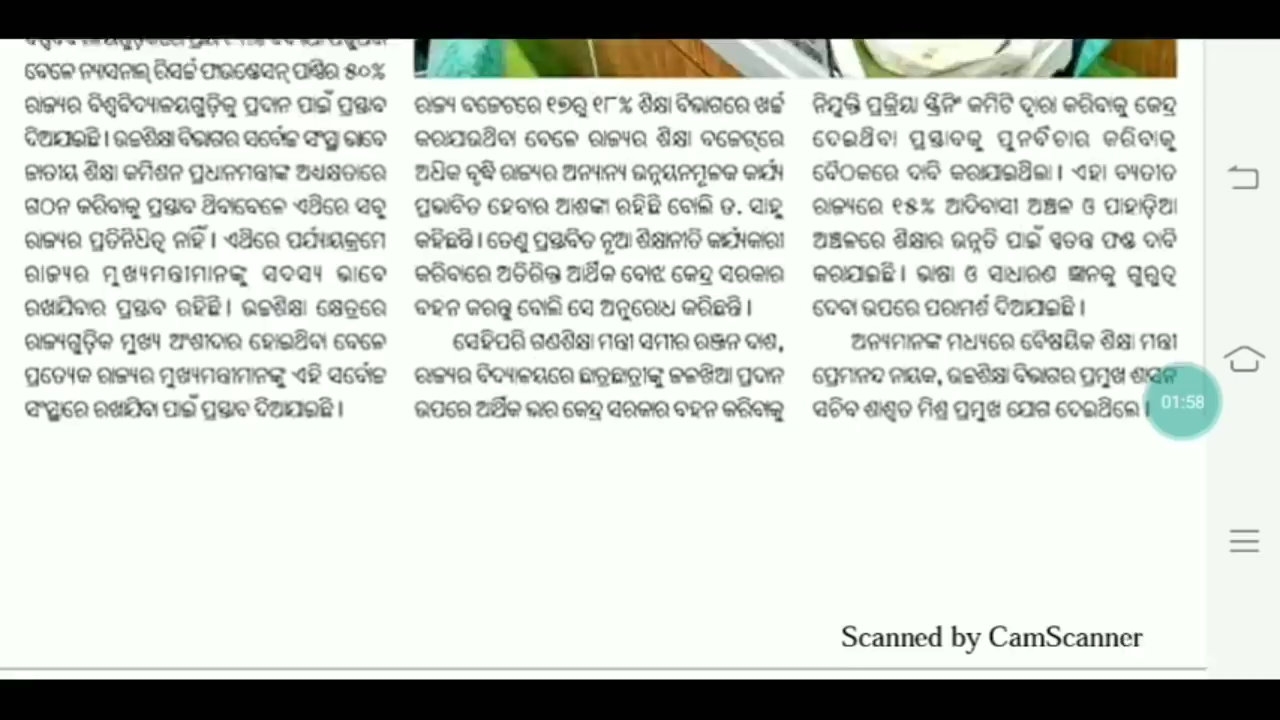 ବେଳେ ନ୍ୟାସନାଲ୍ ରିସର୍ଚ୍ଚ ଫାଉଣ୍ଡେସନ୍ ପାଣ୍ଠିର ୫୦%
ରାଜ୍ୟର ବିଶ୍ୱବିଦ୍ୟାଳୟଗୁଡ଼ିକୁ ପ୍ରଦାନ ପାଇଁ ପ୍ରସ୍ତାବ
ଦିଆଯାଇଛି। ଉଚ୍ଚଶିକ୍ଷା ବିଭାଗର ସର୍ବୋଚ୍ଚ ସଂସ୍ଥା ଭାବେ
ଜାତୀୟ ଶିକ୍ଷା କମିଶନ ପ୍ରଧାନମନ୍ତ୍ରୀଙ୍କ ଅଧ୍ୟକ୍ଷତାରେ
ଗଠନ କରିବାକୁ ପ୍ରସ୍ତାବ ଥିବାବେଳେ ଏଥିରେ ସବୁ
ରାଜ୍ୟର ପ୍ରତିନିଧିତ୍ୱ ନାହିଁ। ଏଥିରେ ପର୍ଯ୍ୟାୟକ୍ରମେ
ରାଜ୍ୟର ମୁଖ୍ୟମନ୍ତ୍ରୀମାନଙ୍କୁ ସଦସ୍ୟ ଭାବେ
ରଖାଯିବାର ପ୍ରସ୍ତାବ ରହିଛି। ଉଚ୍ଚଶିକ୍ଷା କ୍ଷେତ୍ରରେ
ରାଜ୍ୟଗୁଡ଼ିକ ମୁଖ୍ୟ ଅଂଶୀଦାର ହୋଇଥିବା ବେଳେ
ପ୍ରତ୍ୟେକ ରାଜ୍ୟର ମୁଖ୍ୟମନ୍ତ୍ରୀମାନଙ୍କୁ ଏହି ସର୍ବୋଚ୍ଚ
ସଂସ୍ଥାରେ ରଖାଯିବା ପାଇଁ ପ୍ରସ୍ତାବ ଦିଆଯାଇଛି।
ରାଜ୍ୟ ବଜେଟରେ ୧୭ରୁ ୧୮% ଶିକ୍ଷା ବିଭାଗରେ ଖର୍ଚ୍ଚ
କରାଯାଉଥିବା ବେଳେ ରାଜ୍ୟର ଶିକ୍ଷା ବଜେଟ୍‌ରେ
ଅଧିକ ବୃଦ୍ଧି ରାଜ୍ୟର ଅନ୍ୟାନ୍ୟ ଉନ୍ନୟନମୂଳକ କାର୍ଯ୍ୟ
ପ୍ରଭାବିତ ହେବାର ଆଶଙ୍କା ରହିଛି ବୋଲି ଡ. ସାହୁ
କହିଛନ୍ତି। ତେଣୁ ପ୍ରସ୍ତାବିତ ନୂଆ ଶିକ୍ଷାନୀତି କାର୍ଯ୍ୟକାରୀ
କରିବାରେ ଅତିରିକ୍ତ ଆର୍ଥିକ ବୋଝ କେନ୍ଦ୍ର ସରକାର
ବହନ କରନ୍ତୁ ବୋଲି ସେ ଅନୁରୋଧ କରିଛନ୍ତି।
ସେହିପରି ଗଣଶିକ୍ଷା ମନ୍ତ୍ରୀ ସମୀର ରଞ୍ଜନ ଦାଶ,
ରାଜ୍ୟର ବିଦ୍ୟାଳୟରେ ଛାତ୍ରଛାତ୍ରୀଙ୍କୁ ଜଳଖିଆ ପ୍ରଦାନ
ଉପରେ ଆର୍ଥିକ ଭାର କେନ୍ଦ୍ର ସରକାର ବହନ କରିବାକୁ
ନିଯୁକ୍ତି ପ୍ରକ୍ରିୟା ସ୍କ୍ରିନିଂ କମିଟି ଦ୍ୱାରା କରିବାକୁ କେନ୍ଦ୍ର
ଦେଇଥିବା ପ୍ରସ୍ତାବକୁ ପୁନର୍ବିଚାର କରିବାକୁ
ବୈଠକରେ ଦାବି କରାଯାଇଥିଲା। ଏହା ବ୍ୟତୀତ
ରାଜ୍ୟରେ ୧୫% ଆଦିବାସୀ ଅଞ୍ଚଳ ଓ ପାହାଡ଼ିଆ
ଅଞ୍ଚଳରେ ଶିକ୍ଷାର ଉନ୍ନତି ପାଇଁ ସ୍ୱତନ୍ତ୍ର ଫଣ୍ଡ ଦାବି
କରାଯାଇଛି। ଭାଷା ଓ ସାଧାରଣ ଜ୍ଞାନକୁ ଗୁରୁତ୍ୱ
ଦେବା ଉପରେ ପରାମର୍ଶ ଦିଆଯାଇଛି।
ଅନ୍ୟମାନଙ୍କ ମଧ୍ୟରେ ବୈଷୟିକ ଶିକ୍ଷା ମନ୍ତ୍ରୀ
ପ୍ରେମାନନ୍ଦ ନାୟକ, ଉଚ୍ଚଶିକ୍ଷା ବିଭାଗର ପ୍ରମୁଖ ଶାସନ
ସଚିବ ଶାଶ୍ୱତ ମିଶ୍ର ପ୍ରମୁଖ ଯୋଗ ଦେଇଥିଲେ।
01:58
Scanned by CamScanner